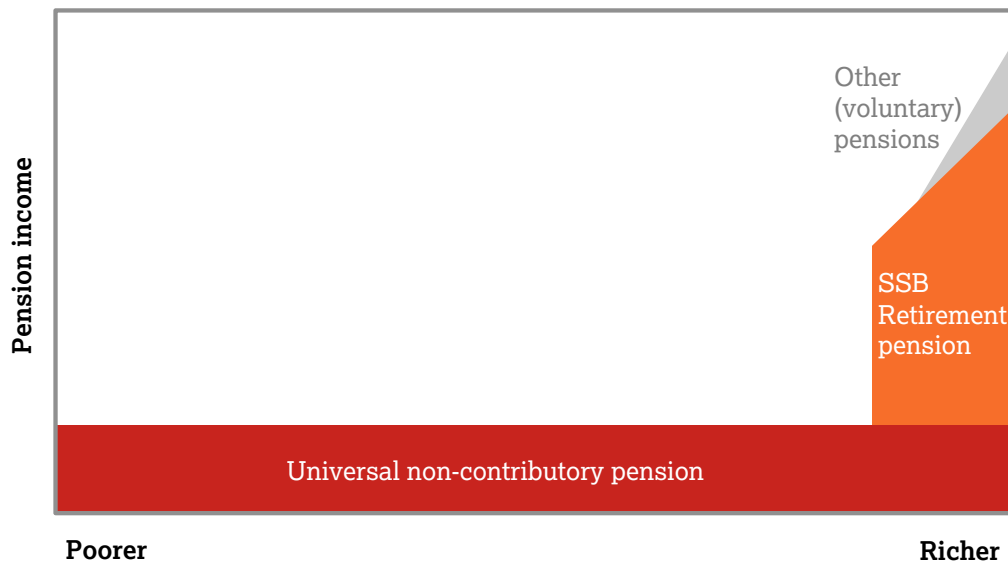 Other
(voluntary)
pensions
Pension income
SSB
Retirement
pension
Universal non-contributory pension
Poorer
Richer